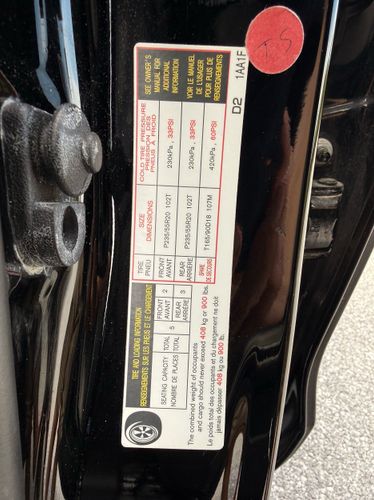 TIRE AND LOADING INFORMATION
RENSEIGNEMENTS SUR LES PNEUS ET LE CHARGEMENT
SEATING CAPACITY TOTAL 5 FRONT AVANT 2 REAR ARRIÈRE 3
NOMBRE DE PLACES TOTAL
The combined weight of occupants
and cargo should never exceed 408 kg or 900 lbs.
Le poids total des occupants et du chargement ne doit
jamais dépasser 408 kg ou 900 lb.
TIRE PNEU
SIZE DIMENSIONS
COLD TIRE PRESSURE
PRESSION DES
PNEUS À FROID
SEE OWNER'S
MANUAL FOR
ADDITIONAL
INFORMATION
FRONT AVANT P235/55R20 102T 230kPa , 33PSI
REAR ARRIÈRE P235/55R20 102T 230kPa , 33PSI
SPARE DE SECOURS T165/90D18 107M 420kPa , 60PSI
VOIR LE MANUEL
DE L'USAGER
POUR PLUS DE
RENSEIGNEMENTS
D2 1AA1F